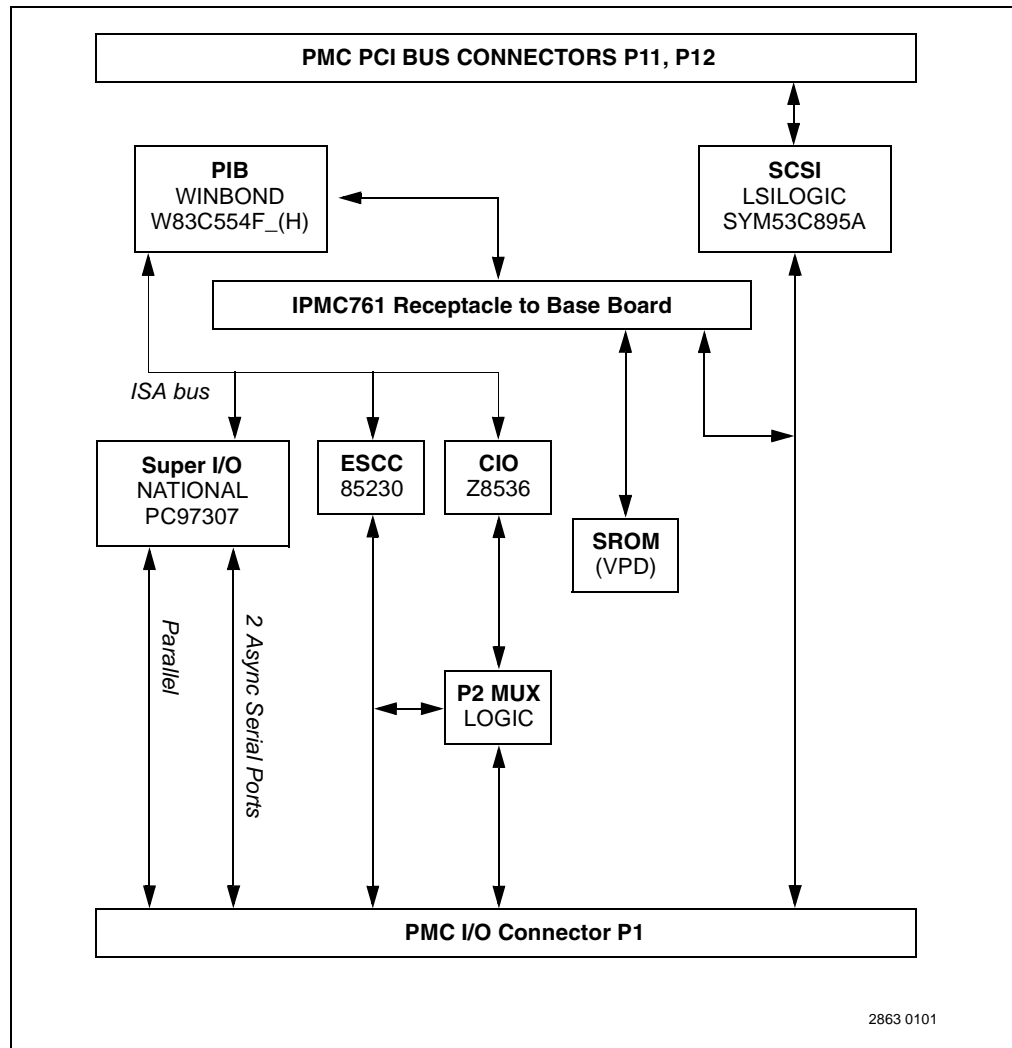 PMC PCI BUS CONNECTORS P11, P12
PIB
WINBOND
W83C554F_(H)
SCSI
LSILOGIC
SYM53C895A
IPMC761 Receptacle to Base Board
ISA bus
Super I/O
NATIONAL
PC97307
ESCC
85230
CIO
Z8536
SROM
(VPD)
Parallel
2 Async Serial Ports
P2 MUX
LOGIC
PMC I/O Connector P1
2863 0101